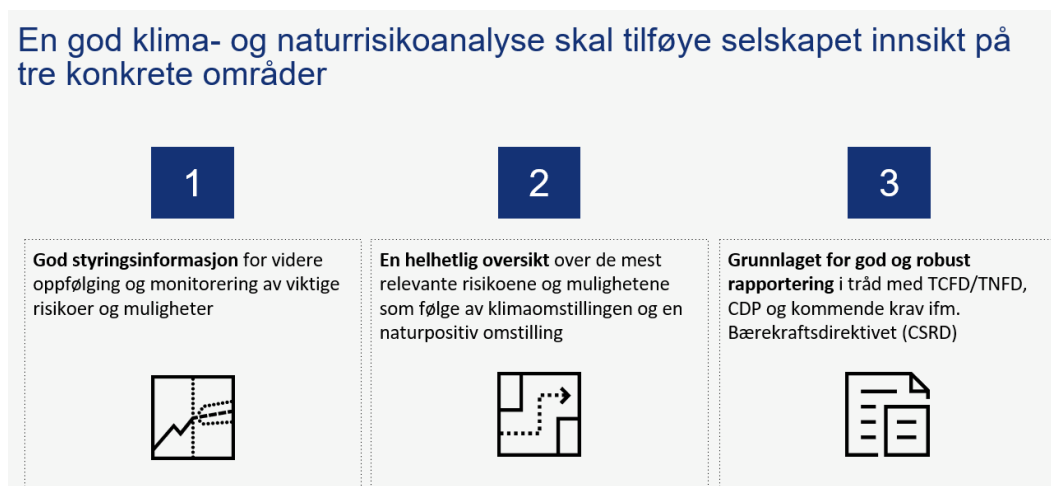 En god klima- og naturrisikoanalyse skal tilføye selskapet innsikt på
tre konkrete områder
1
God styringsinformasjon for videre
oppfølging og monitorering av viktige
risikoer og muligheter
2
En helhetlig oversikt over de mest
relevante risikoene og mulighetene
som følge av klimaomstillingen og en
naturpositiv omstilling
3
Grunnlaget for god og robust
rapportering i tråd med TCFD/TNFD,
CDP og kommende krav ifm.
Bærekraftsdirektivet (CSRD)